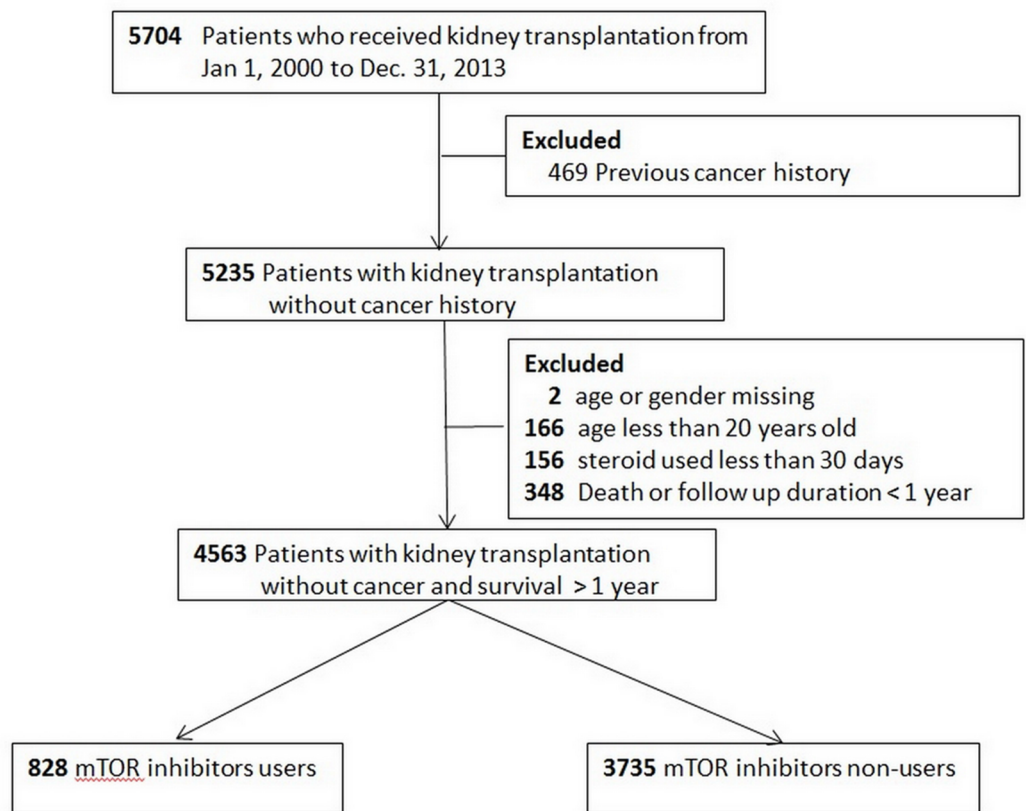 5704 Patients who received kidney transplantation from
Jan 1, 2000 to Dec. 31, 2013
Excluded
469 Previous cancer history
5235 Patients with kidney transplantation
without cancer history
Excluded
2 age or gender missing
166 age less than 20 years old
156 steroid used less than 30 days
348 Death or follow up duration < 1 year
4563 Patients with kidney transplantation
without cancer and survival > 1 year
828 mTOR inhibitors users
3735 mTOR inhibitors non-users